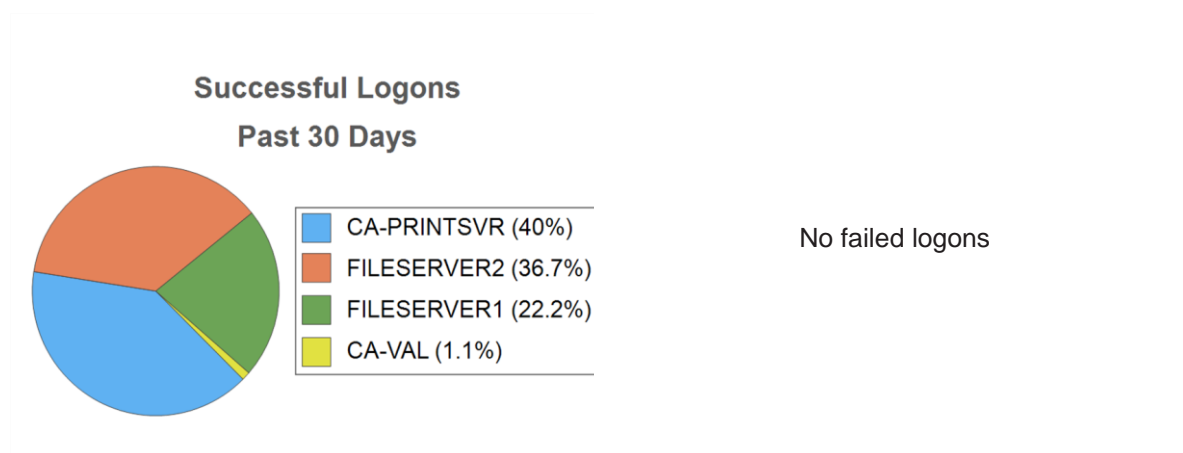 Successful Logons
Past 30 Days
CA-PRINTSVR (40%)
FILESERVER2 (36.7%)
FILESERVER1 (22.2%)
CA-VAL (1.1%)
No failed logons